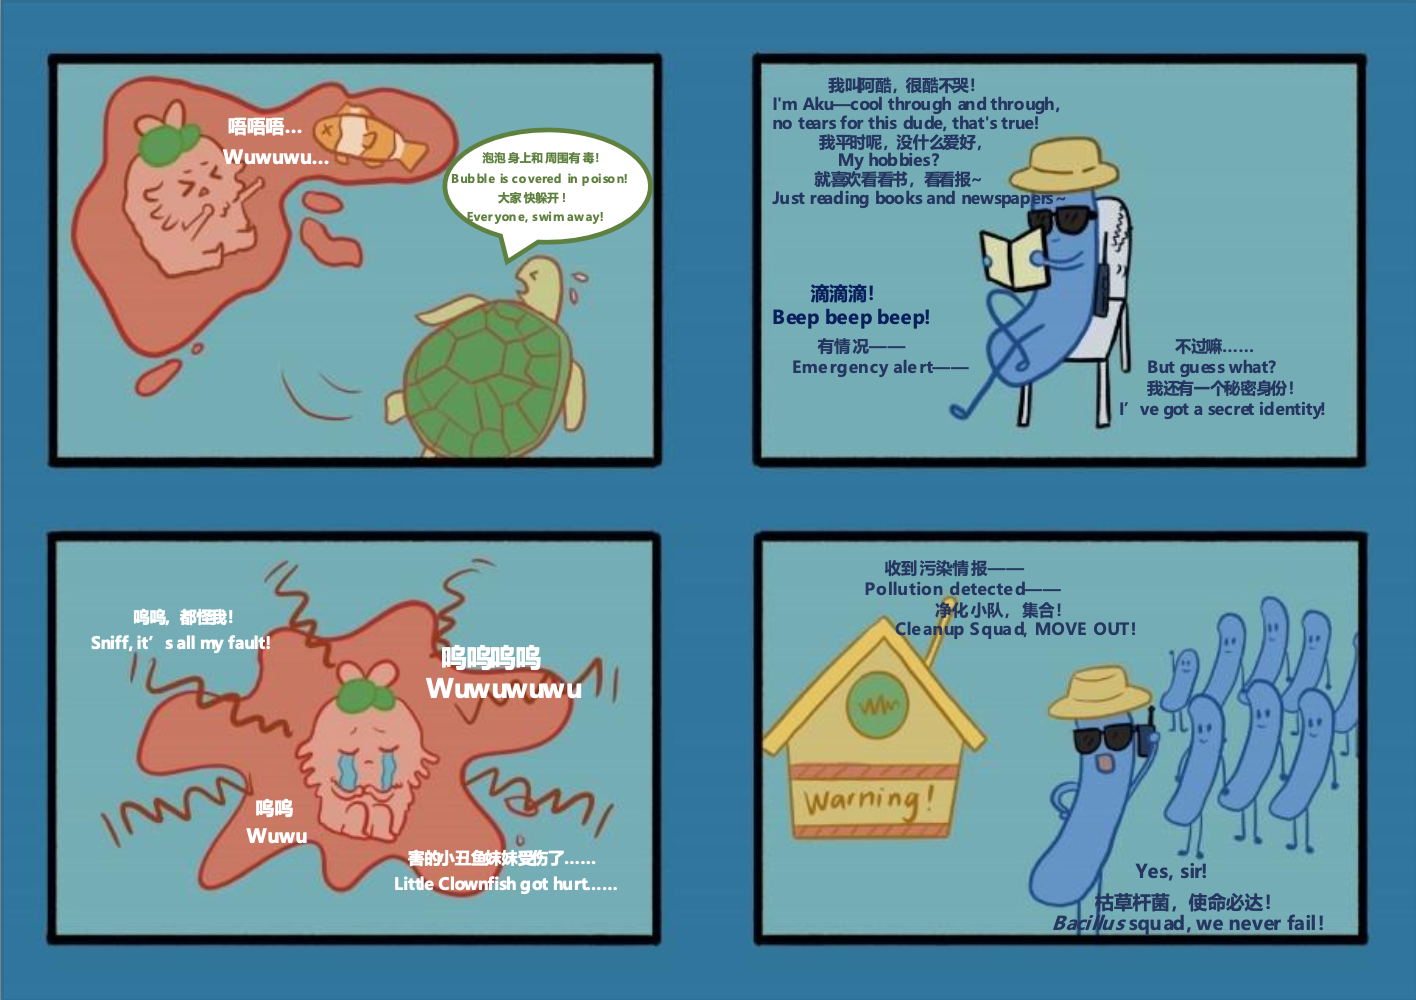 唔唔唔...
Wuwuwu...
泡泡身上和周围有毒！
Bubble is covered in poison!
大家快躲开！
Everyone, swim away!
我叫阿酷，很酷不哭！
I'm Aku—cool through and through,
no tears for this dude, that's true!
我平时呢，没什么爱好，
My hobbies?
就喜欢看看书，看看报~
Just reading books and newspapers~
滴滴滴！
Beep beep beep!
有情况——
Emergency alert——
不过嘛……
But guess what?
我还有一个秘密身份！
I've got a secret identity!
呜呜，都怪我！
Sniff, it's all my fault!
呜呜呜呜
Wuwuwuwu
呜呜
Wuwu
害的小丑鱼妹妹受伤了……
Little Clownfish got hurt……
收到污染情报——
Pollution detected——
净化小队，集合！
Cleanup Squad, MOVE OUT!
Warning!
Yes, sir!
枯草杆菌，使命必达！
Bacillus squad, we never fail!